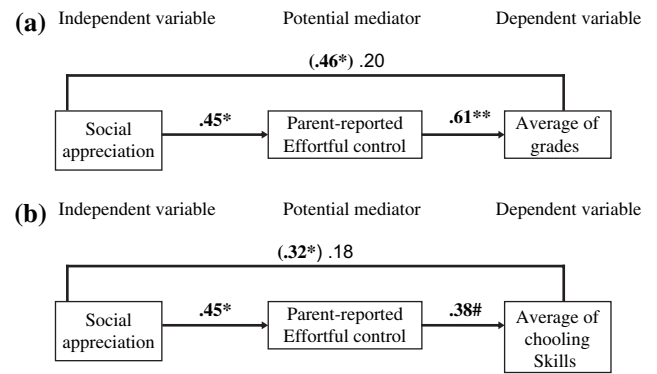 (a) Independent variable Potential mediator Dependent variable
(.46*) .20
.45* .61**
Social
appreciation
Parent-reported
Effortful control
Average of
grades
(b) Independent variable Potential mediator Dependent variable
(.32*) .18
.45* .38#
Social
appreciation
Parent-reported
Effortful control
Average of
chooling
Skills